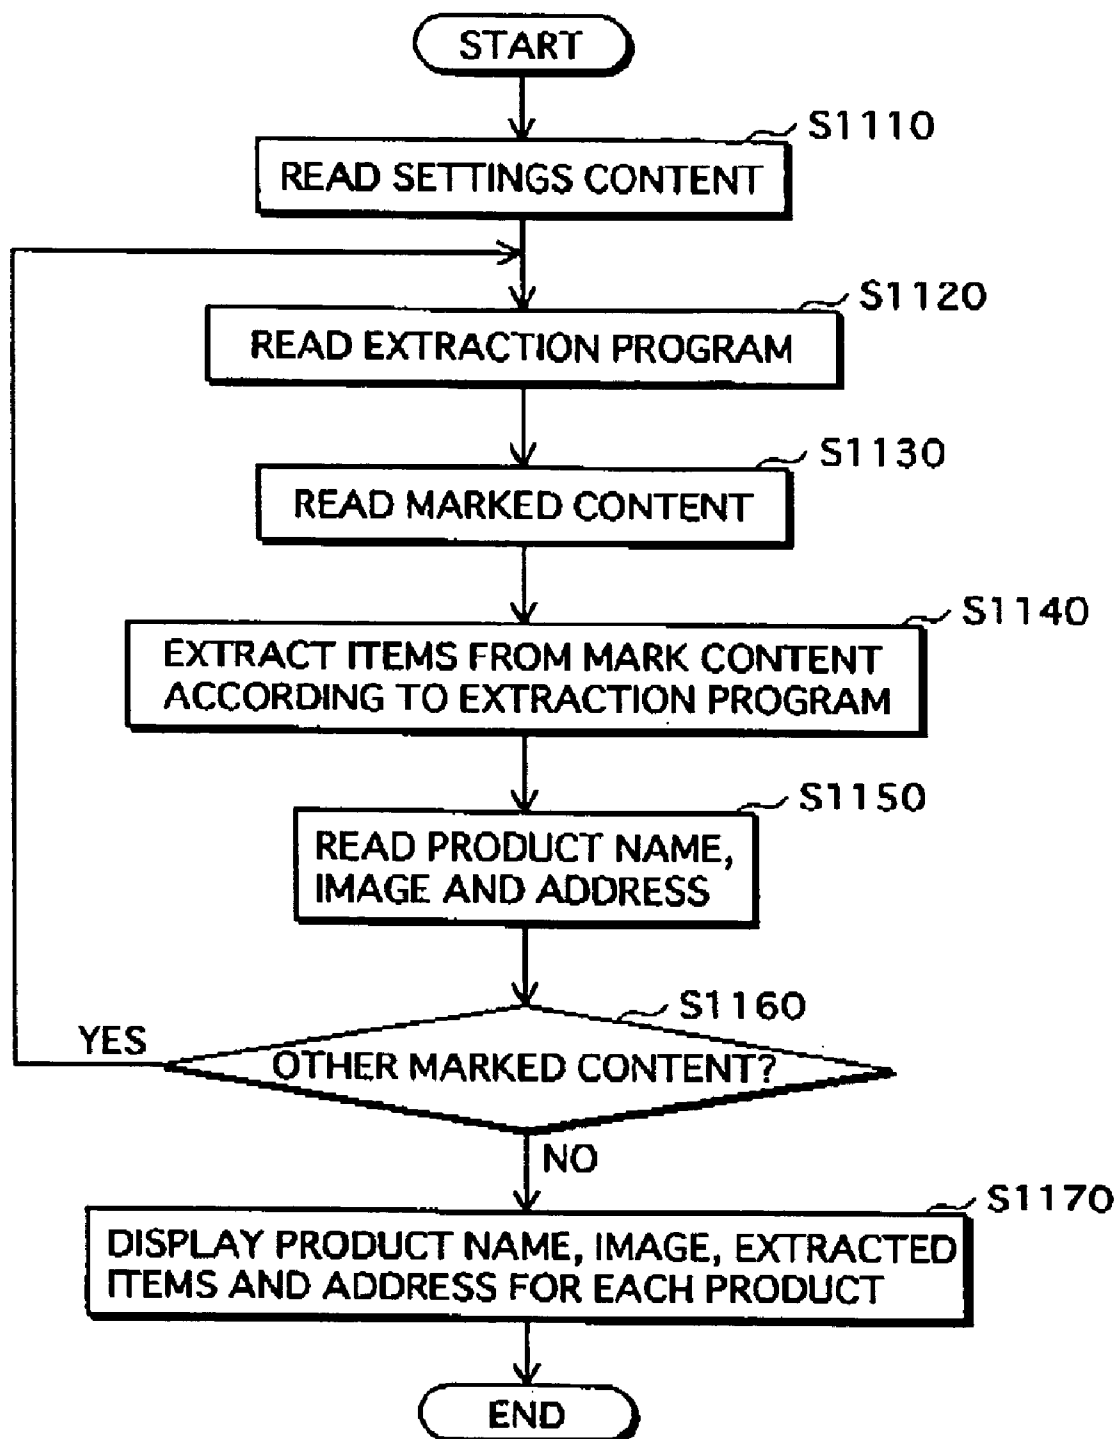 START
S1110
READ SETTINGS CONTENT
S1120
READ EXTRACTION PROGRAM
S1130
READ MARKED CONTENT
S1140
EXTRACT ITEMS FROM MARK CONTENT
ACCORDING TO EXTRACTION PROGRAM
S1150
READ PRODUCT NAME,
IMAGE AND ADDRESS
S1160
YES
OTHER MARKED CONTENT?
NO
S1170
DISPLAY PRODUCT NAME, IMAGE, EXTRACTED
ITEMS AND ADDRESS FOR EACH PRODUCT
END